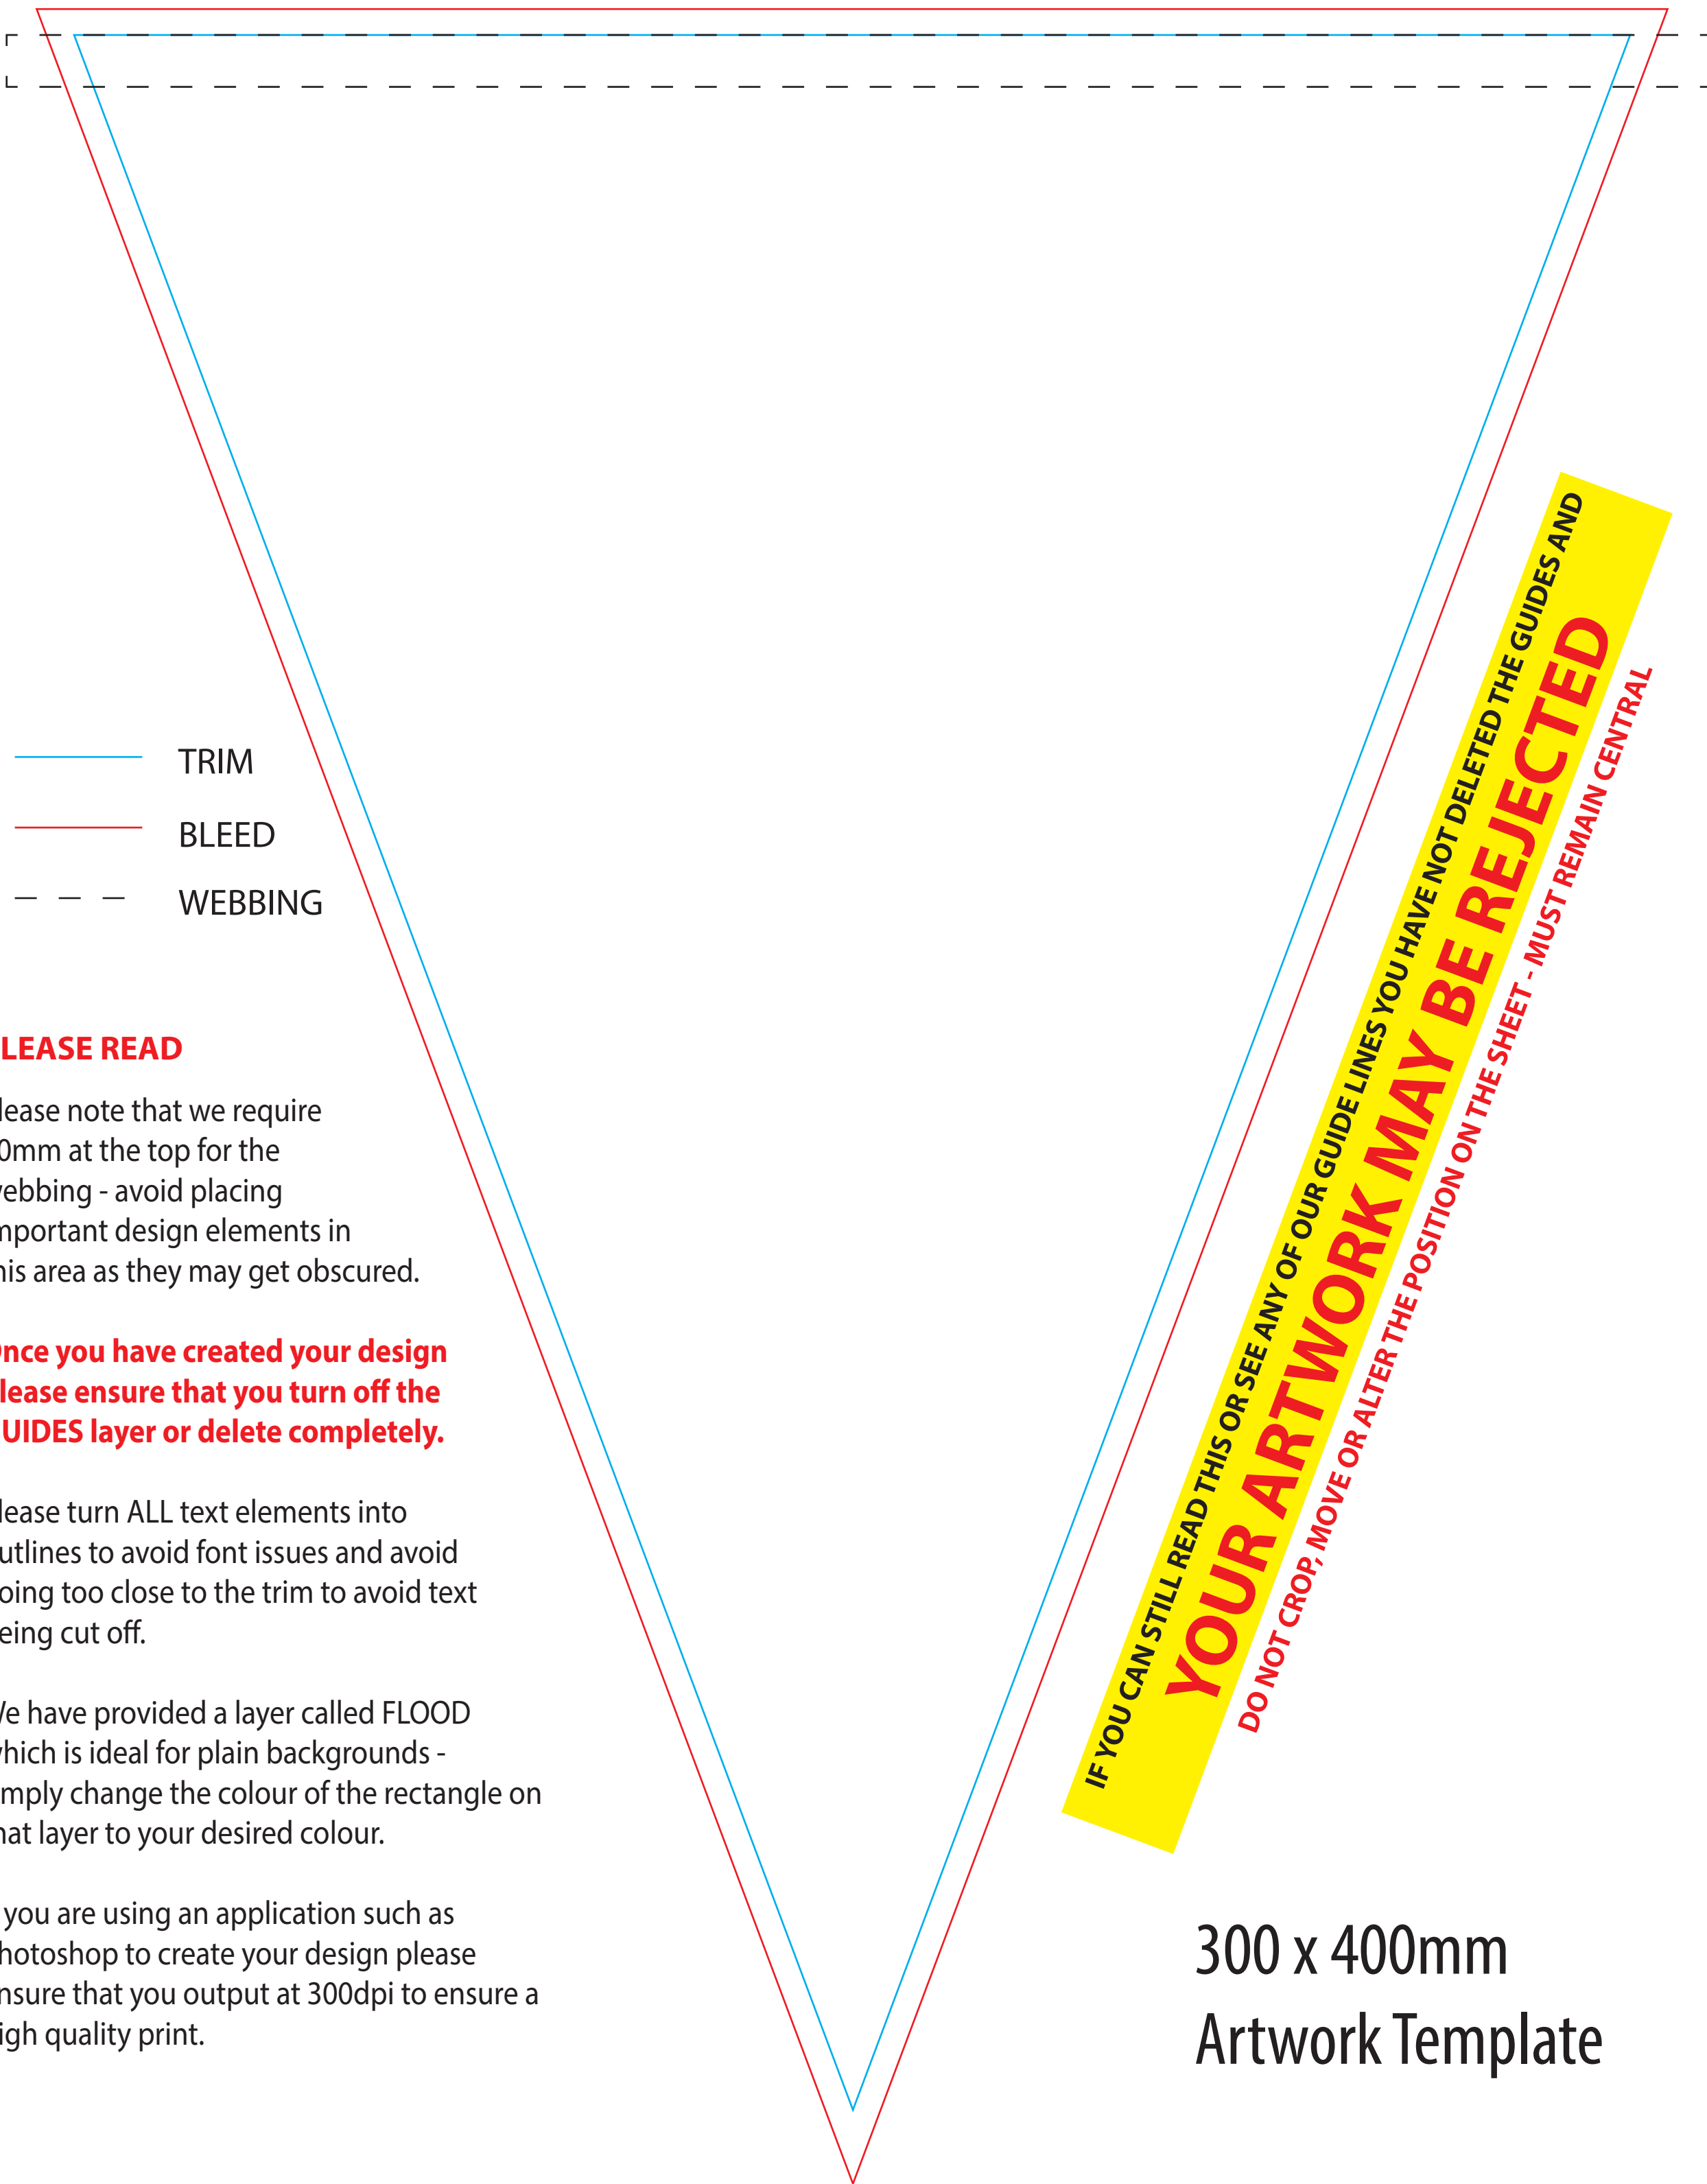 TRIM
BLEED
WEBBING
LEASE READ
lease note that we require
0mm at the top for the
ebbing - avoid placing
mportant design elements in
his area as they may get obscured.
nce you have created your design
lease ensure that you turn off the
UIDES layer or delete completely.
lease turn ALL text elements into
utlines to avoid font issues and avoid
oing too close to the trim to avoid text
eing cut off.
e have provided a layer called FLOOD
hich is ideal for plain backgrounds -
mply change the colour of the rectangle on
hat layer to your desired colour.
you are using an application such as
hotoshop to create your design please
nsure that you output at 300dpi to ensure a
igh quality print.
IF YOU CAN STILL READ THIS OR SEE ANY OF OUR GUIDE LINES YOU HAVE NOT DELETED THE GUIDES AND
YOUR ARTWORK MAY BE REJECTED
DO NOT CROP, MOVE OR ALTER THE POSITION ON THE SHEET - MUST REMAIN CENTRAL
300 x 400mm
Artwork Template